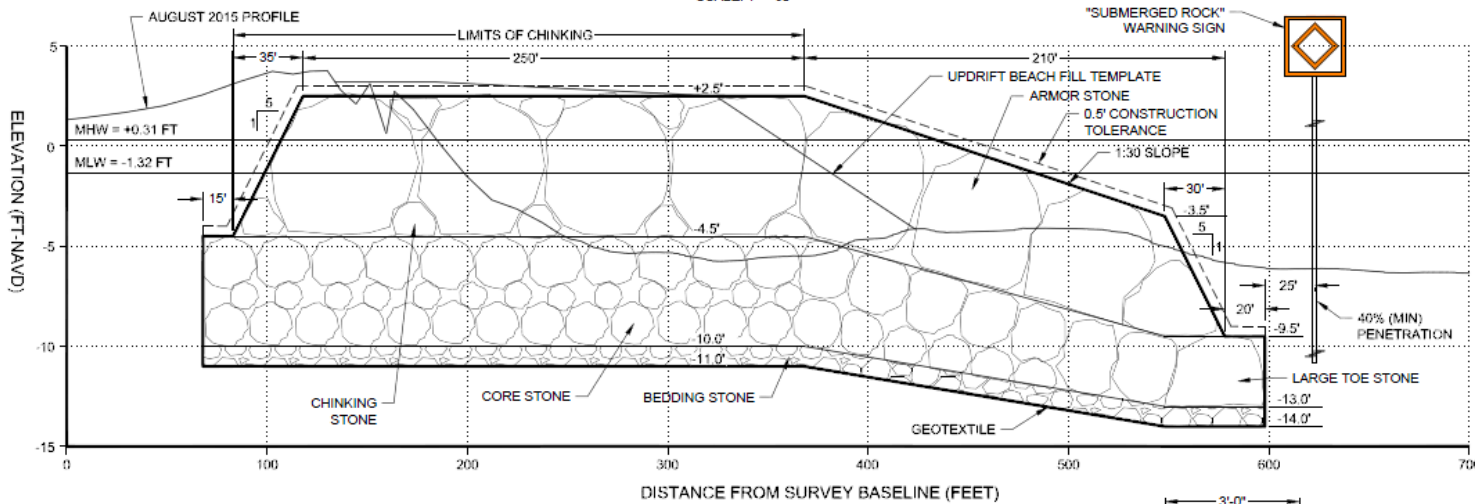 AUGUST 2015 PROFILE
"SUBMERGED ROCK"
WARNING SIGN
LIMITS OF CHINKING
35'
250'
210'
UPDRIFT BEACH FILL TEMPLATE
ARMOR STONE
0.5' CONSTRUCTION
TOLERANCE
1:30 SLOPE
+2.5'
5
1
MHW = +0.31 FT
MLW = -1.32 FT
15'
30'
-3.5'
5
1
-4.5'
25'
20'
-9.5'
40% (MIN)
PENETRATION
-10.0'
-11.0'
CHINKING
STONE
CORE STONE
BEDDING STONE
GEOTEXTILE
LARGE TOE STONE
-13.0'
-14.0'
ELEVATION (FT-NAVD)
5
0
-5
-10
-15
0
100
200
300
400
500
600
700
DISTANCE FROM SURVEY BASELINE (FEET)
3'-0"